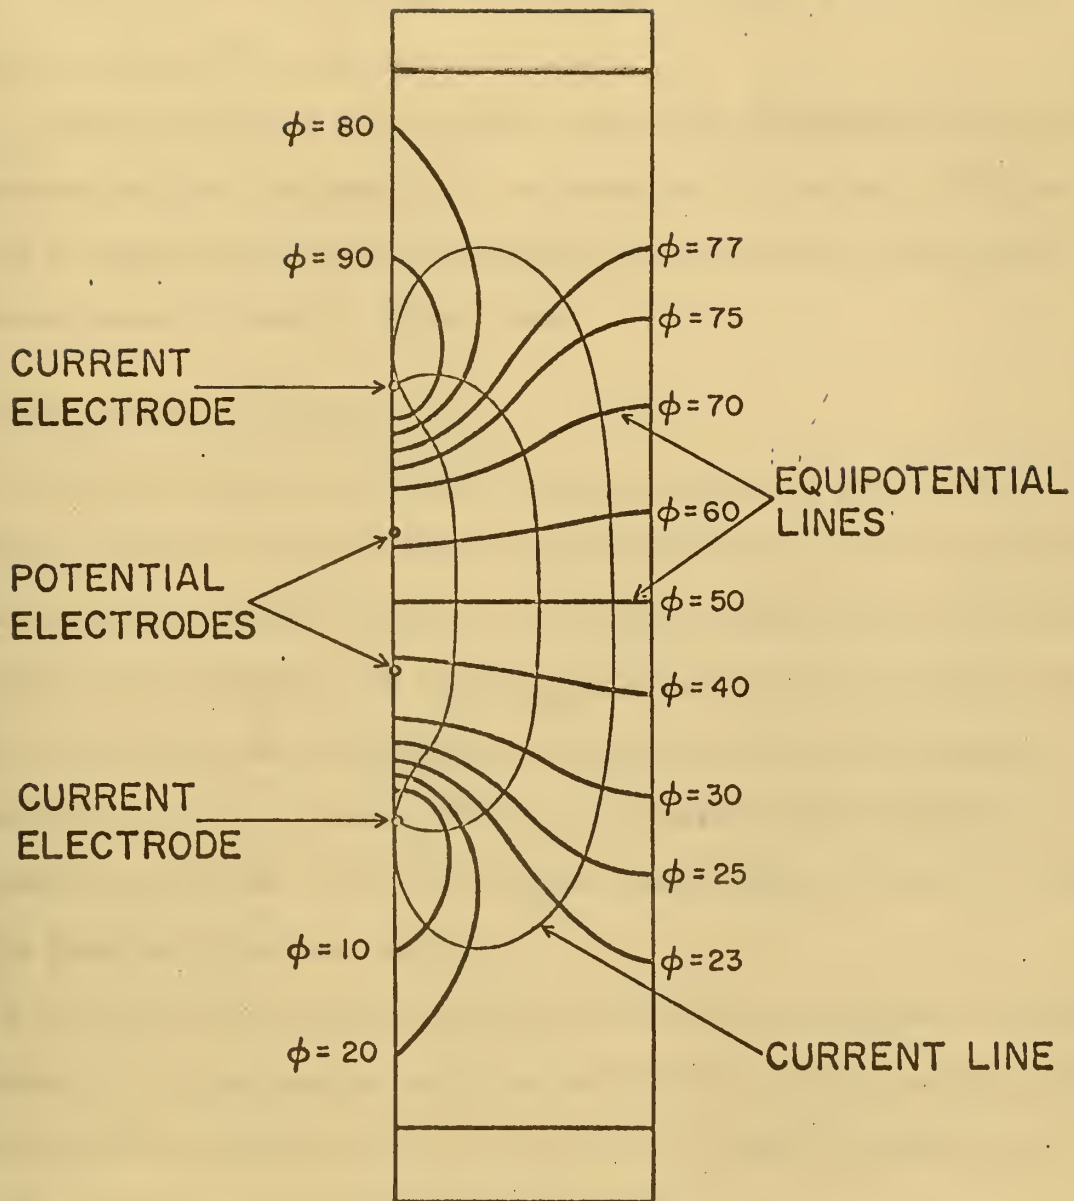 ϕ = 80
ϕ = 90
ϕ = 77
ϕ = 75
CURRENT
ELECTRODE
ϕ = 70
EQUIPOTENTIAL
LINES
ϕ = 60
POTENTIAL
ELECTRODES
ϕ = 50
ϕ = 40
CURRENT
ELECTRODE
ϕ = 30
ϕ = 25
ϕ = 10
ϕ = 23
ϕ = 20
CURRENT LINE